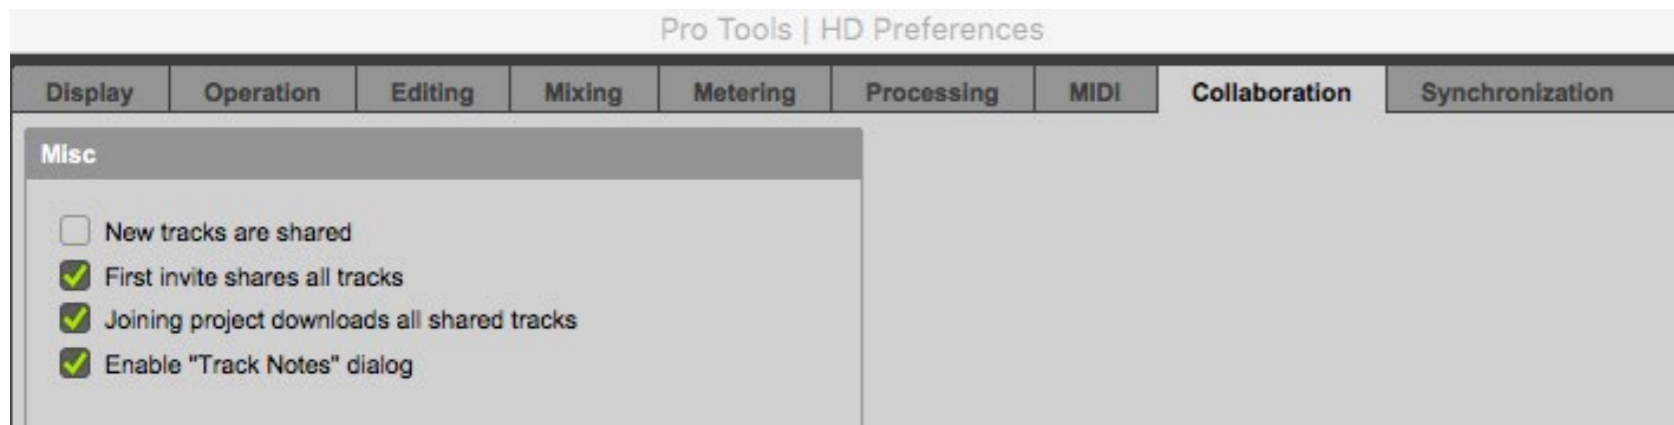 Pro Tools | HD Preferences
Display Operation Editing Mixing Metering Processing MIDI Collaboration Synchronization
Misc
New tracks are shared
First invite shares all tracks
Joining project downloads all shared tracks
Enable "Track Notes" dialog